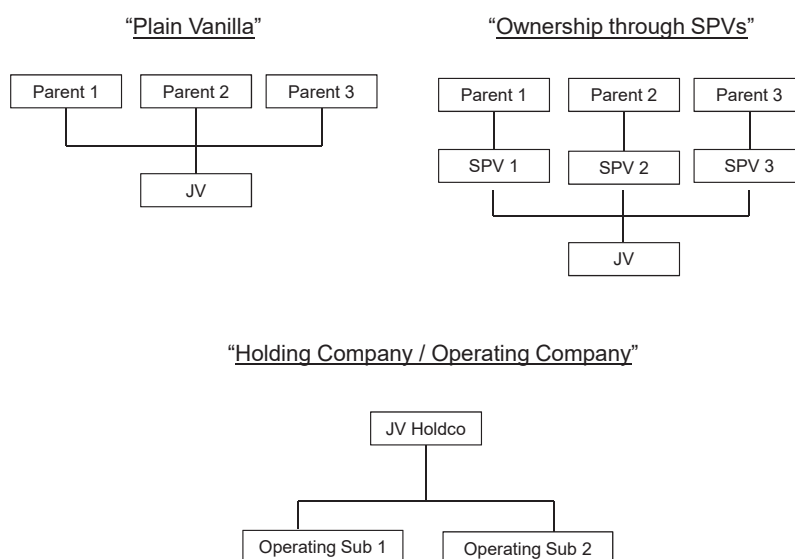 “Plain Vanilla”
Parent 1 Parent 2 Parent 3
JV
“Ownership through SPVs”
Parent 1 Parent 2 Parent 3
SPV 1 SPV 2 SPV 3
JV
“Holding Company / Operating Company”
JV Holdco
Operating Sub 1 Operating Sub 2